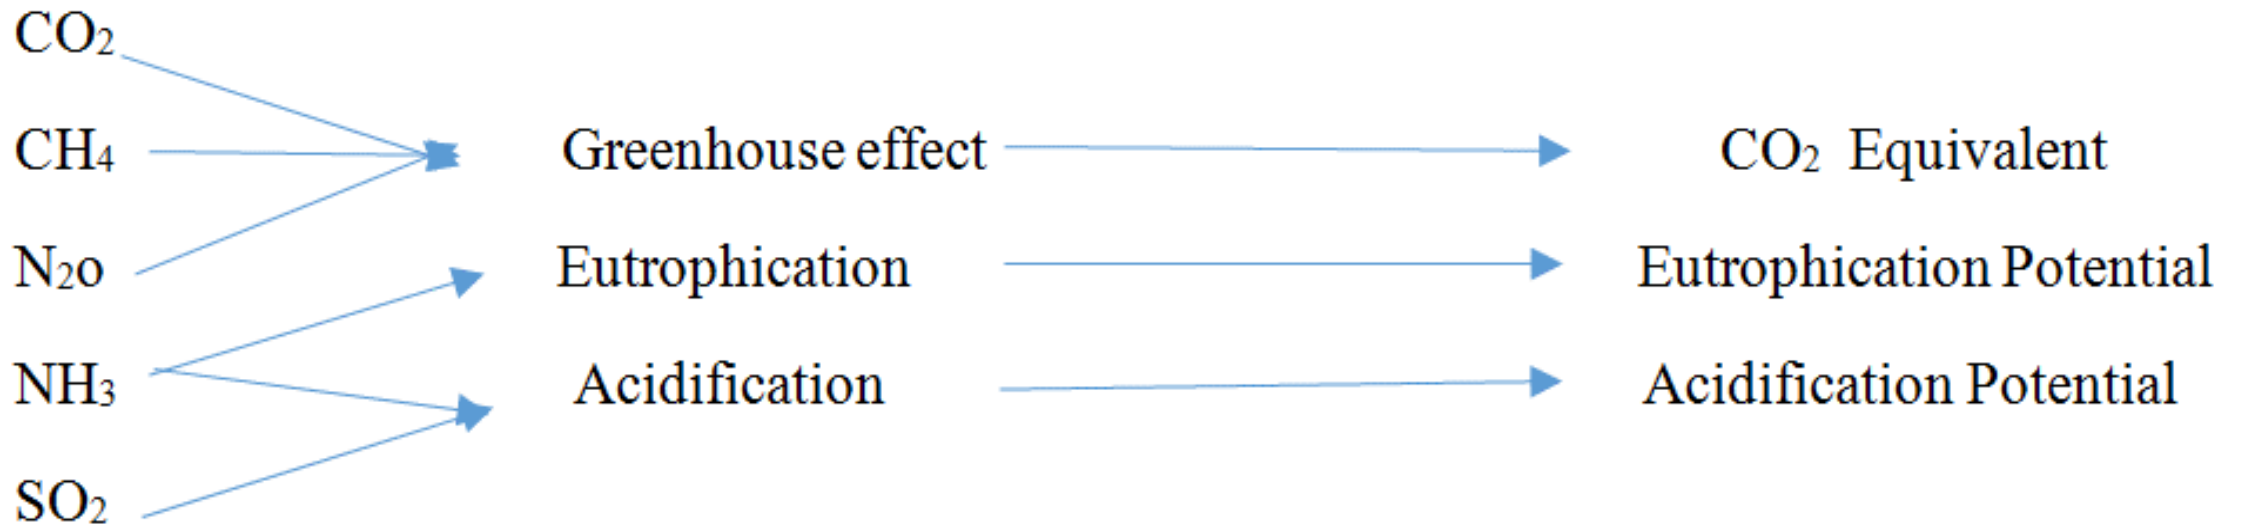 CO₂
CH₄ Greenhouse effect CO₂ Equivalent
N₂o Eutrophication Eutrophication Potential
NH₃ Acidification Acidification Potential
SO₂